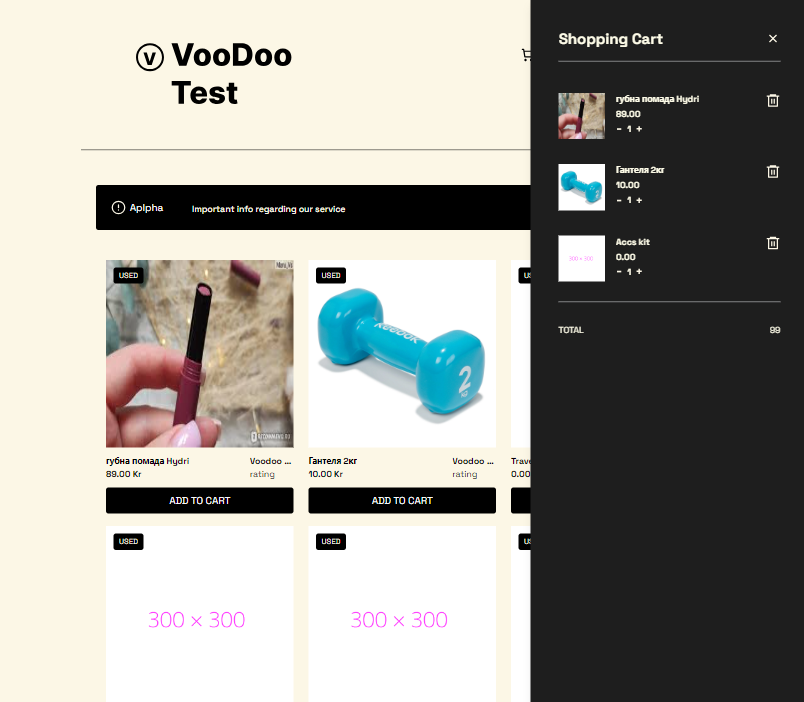 V VooDoo
Test
Aplpha
Important info regarding our service
USED
USED
Reebok
2
KG
губна помада Hydri
Voodoo ...
89.00 Kr
rating
Гантеля 2кг
Voodoo ...
10.00 Kr
rating
0.00
ADD TO CART
ADD TO CART
USED
USED
300 × 300
300 × 300
Shopping Cart
губна помада Hydri
89.00
- 1 +
Гантеля 2кг
10.00
- 1 +
Accs kit
0.00
- 1 +
300 × 300
TOTAL
99